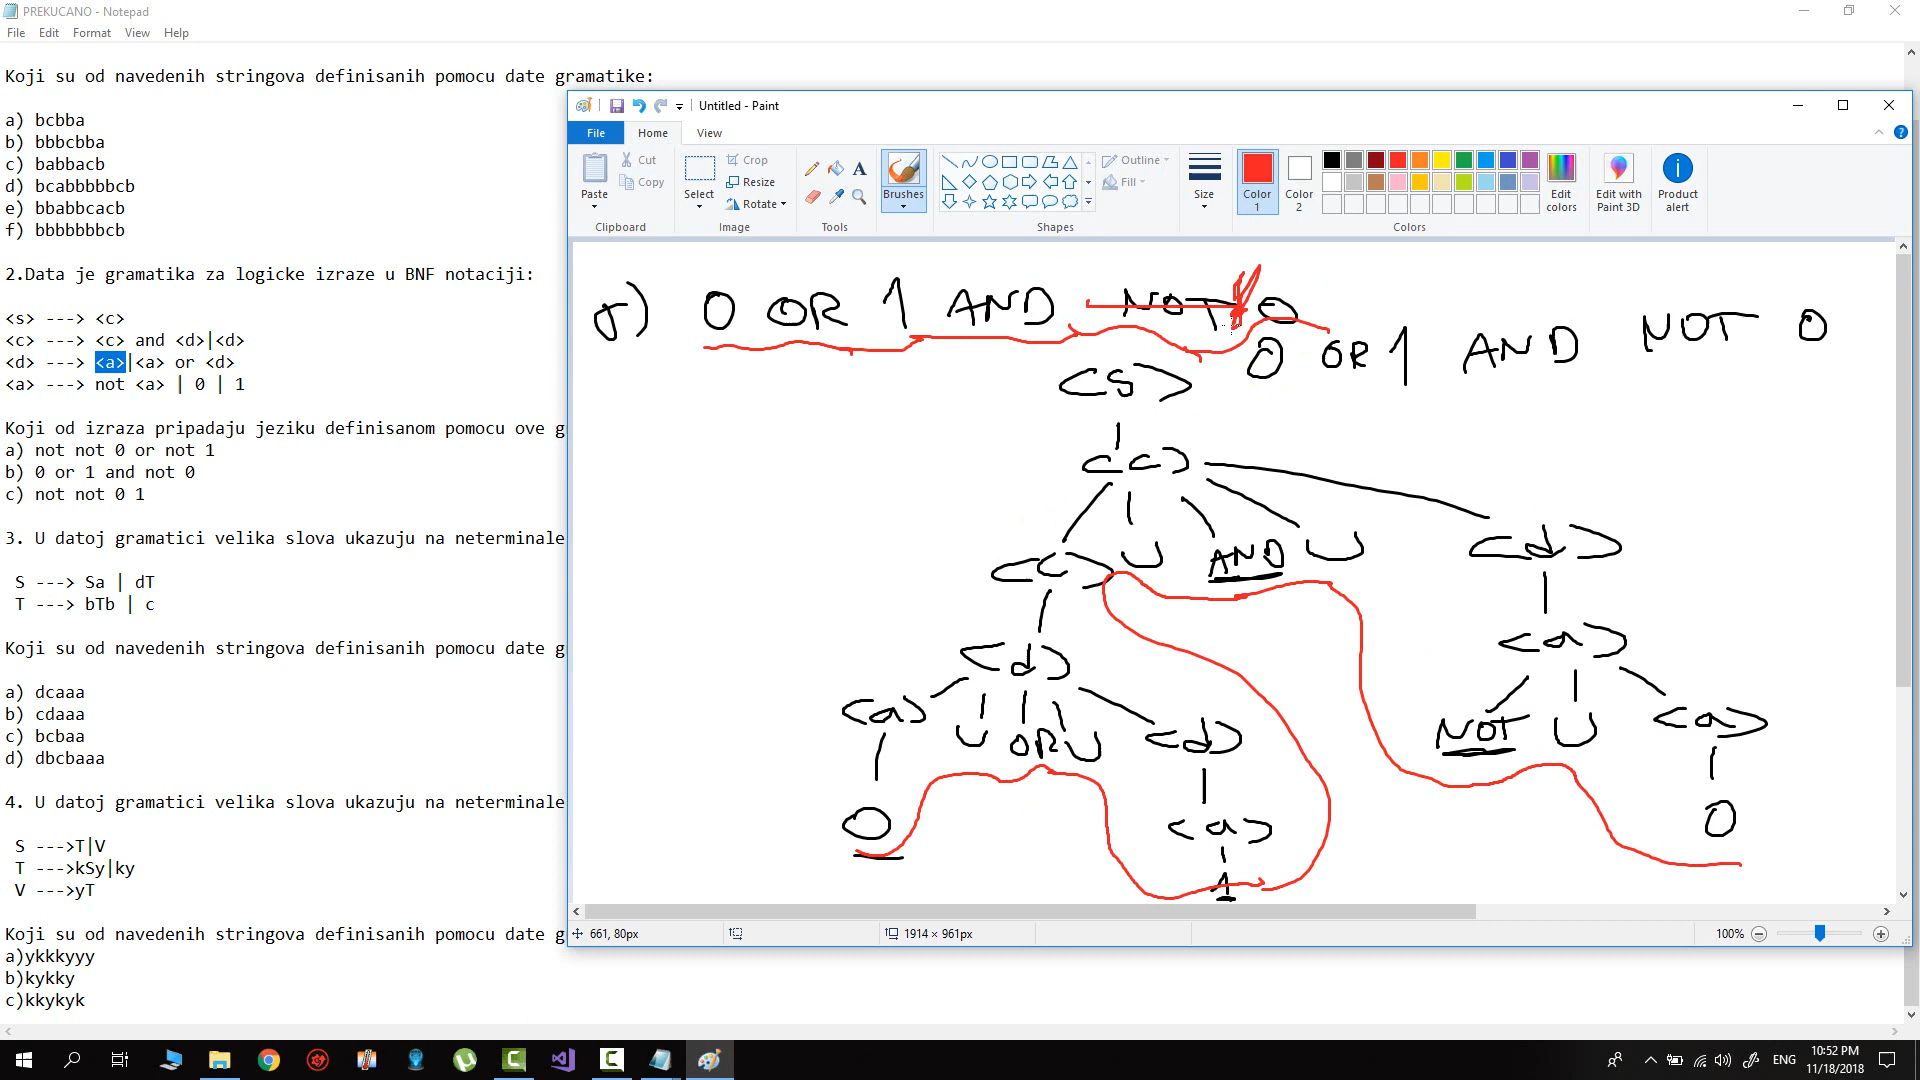 PREKUCANO - Notepad
File Edit Format View Help
Koji su od navedenih stringova definisanih pomocu date gramatike:
a) bcbba
b) bbbcbba
c) babbacb
d) bcabbbbbcb
e) bbabbcacb
f) bbbbbbbcb
2.Data je gramatika za logicke izraze u BNF notaciji:
<s> ---> <c>
<c> ---> <c> and <d>|<d>
<d> ---> <a>|<a> or <d>
<a> ---> not <a> | 0 | 1
Koji od izraza pripadaju jeziku definisanom pomocu ove g
a) not not 0 or not 1
b) 0 or 1 and not 0
c) not not 0 1
3. U datoj gramatici velika slova ukazuju na neterminale
S ---> Sa | dT
T ---> bTb | c
Koji su od navedenih stringova definisanih pomocu date g
a) dcaaa
b) cdaaa
c) bcbaa
d) dbcbaaa
4. U datoj gramatici velika slova ukazuju na neterminale
S --->T|V
T --->kSy|ky
V --->yT
Koji su od navedenih stringova definisanih pomocu date g
a)ykkkyyy
b)kykky
c)kkykyk
Untitled - Paint
File Home View
Paste Cut Copy
Clipboard
Select Crop Resize Rotate
Image
Tools
Brushes
Shapes
Outline Fill
Size
Color 1 Color 2
Edit colors
Colors
Edit with Paint 3D
Product alert
0 OR 1 AND NOT 0
0 OR 1 AND NOT 0
<S>
<c>
<c> U AND U <d>
<d> <a>
<a> U OR U <d> NOT U <a>
0 <a> 0
1
661, 80px 1914 × 961px 100%
ENG 10:52 PM 11/18/2018